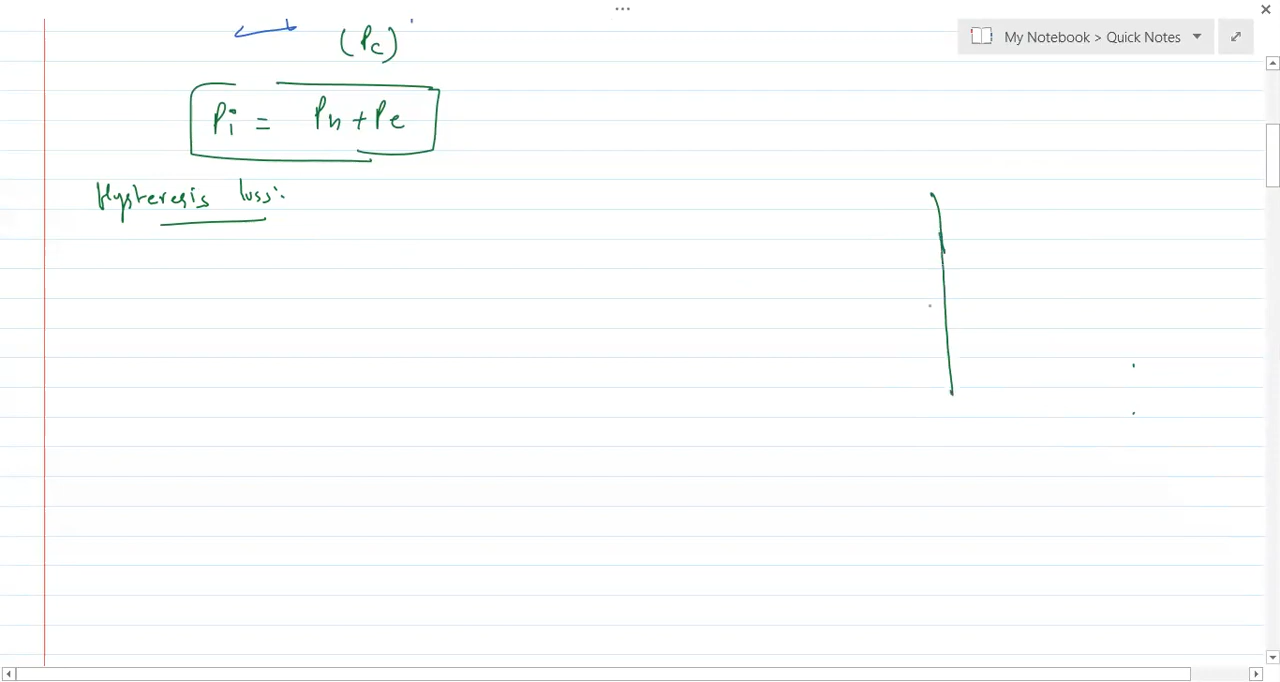 My Notebook > Quick Notes
(Pc)
Pi = Ph + Pe
Hysteresis loss: